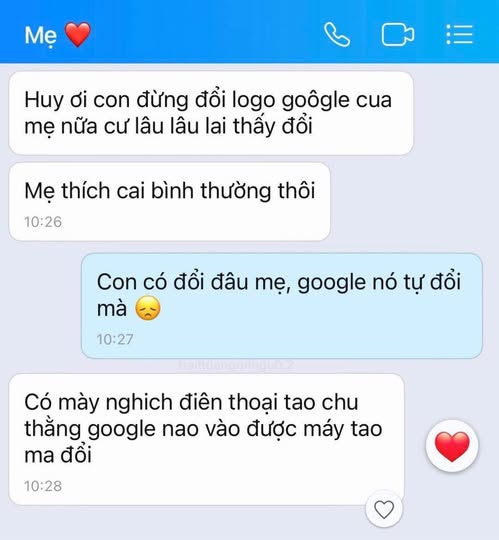 Mẹ ❤️
Huy ơi con đừng đổi logo goôgle cua
mẹ nữa cư lâu lâu lai thấy đổi
Mẹ thích cai bình thường thôi
10:26
Con có đổi đâu mẹ, google nó tự đổi
mà 😞
10:27
Có mày nghich điên thoại tao chu
thằng google nao vào được máy tao
ma đổi
10:28